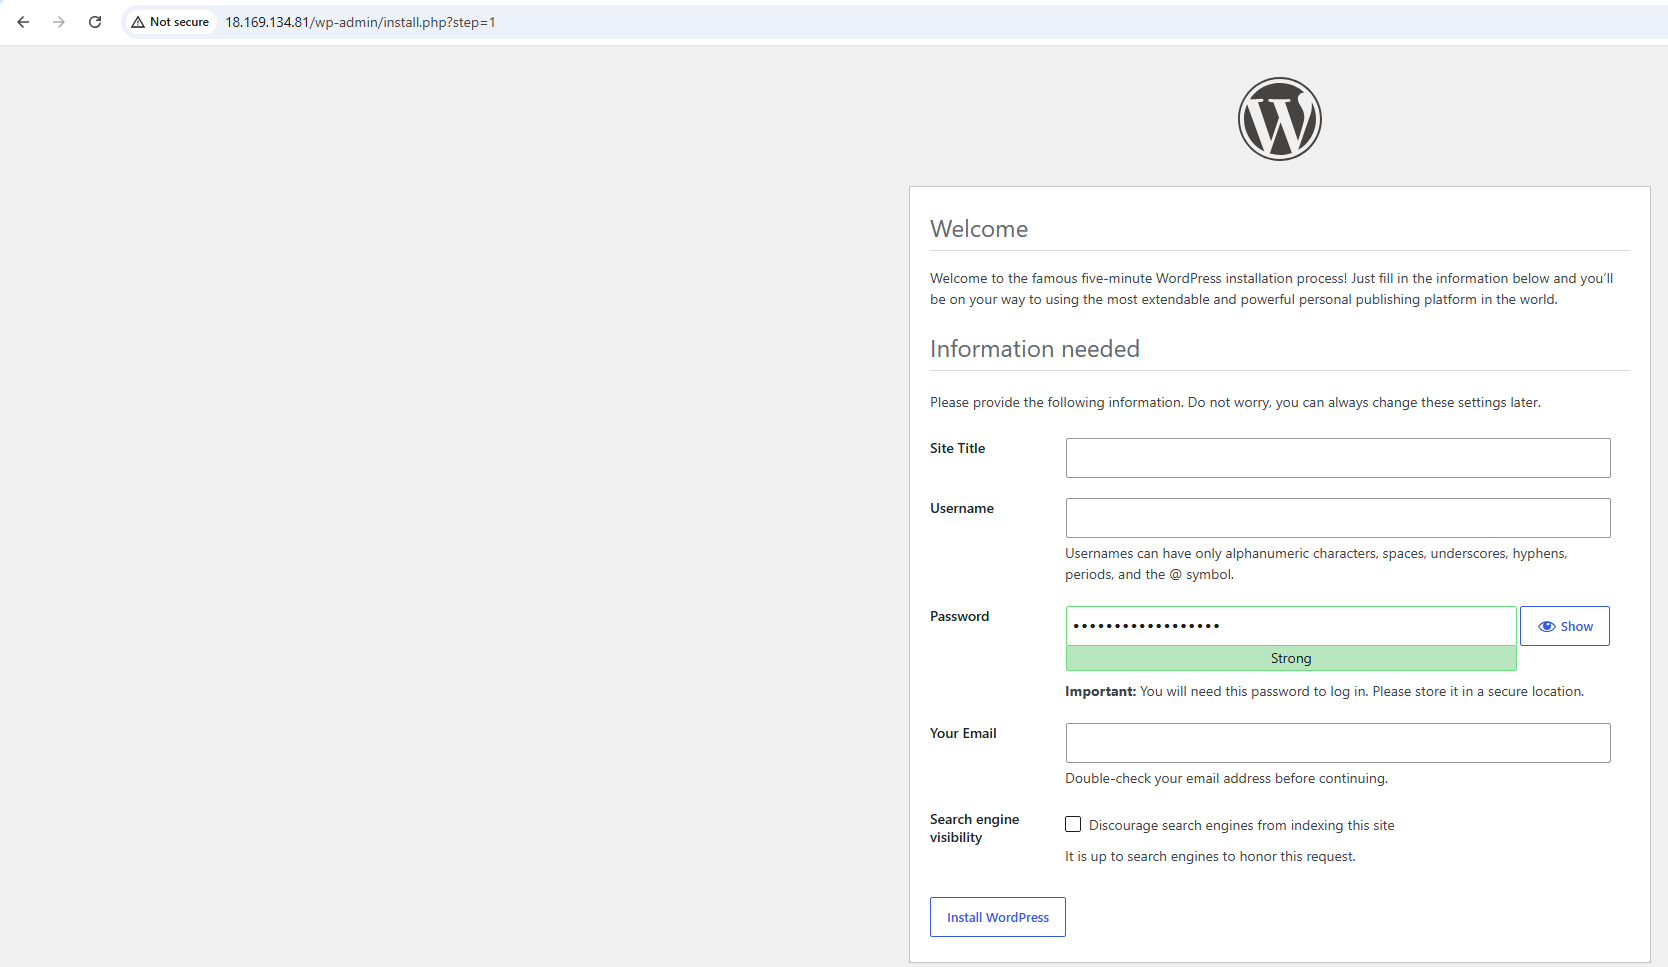 Not secure 18.169.134.81/wp-admin/install.php?step=1
Welcome
Welcome to the famous five-minute WordPress installation process! Just fill in the information below and you’ll
be on your way to using the most extendable and powerful personal publishing platform in the world.
Information needed
Please provide the following information. Do not worry, you can always change these settings later.
Site Title
Username
Usernames can have only alphanumeric characters, spaces, underscores, hyphens,
periods, and the @ symbol.
Password
•••••••••••••••••• Show
Strong
Important: You will need this password to log in. Please store it in a secure location.
Your Email
Double-check your email address before continuing.
Search engine
visibility
Discourage search engines from indexing this site
It is up to search engines to honor this request.
Install WordPress